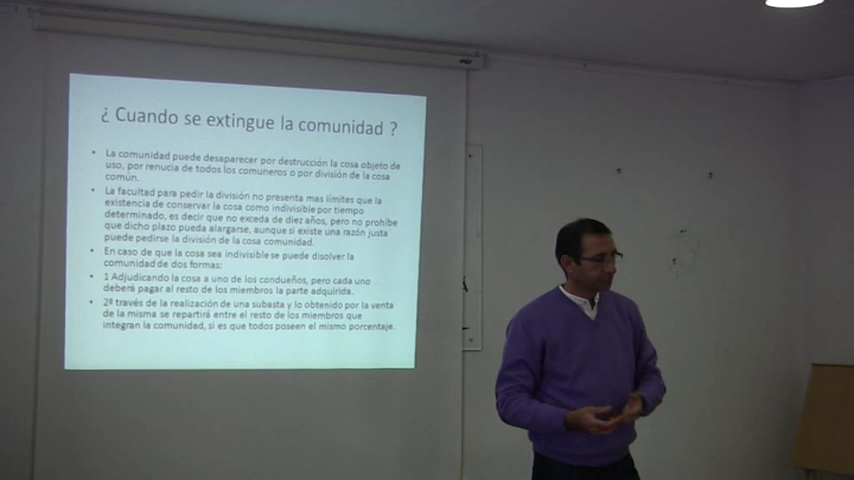 ¿ Cuando se extingue la comunidad ?
• La comunidad puede desaparecer por destrucción la cosa objeto de
uso, por renucia de todos los comuneros o por división de la cosa
común.
• La facultad para pedir la división no presenta mas límites que la
existencia de conservar la cosa como indivisible por tiempo
determinado, es decir que no exceda de diez años, pero no prohíbe
que dicho plazo pueda alargarse, aunque si existe una razón justa
puede pedirse la división de la cosa comunidad.
• En caso de que la cosa sea indivisible se puede disolver la
comunidad de dos formas:
• 1 Adjudicando la cosa a uno de los condueños, pero cada uno
deberá pagar al resto de los miembros la parte adquirida.
• 2ª través de la realización de una subasta y lo obtenido por la venta
de la misma se repartirá entre el resto de los miembros que
integran la comunidad, si es que todos poseen el mismo porcentaje.